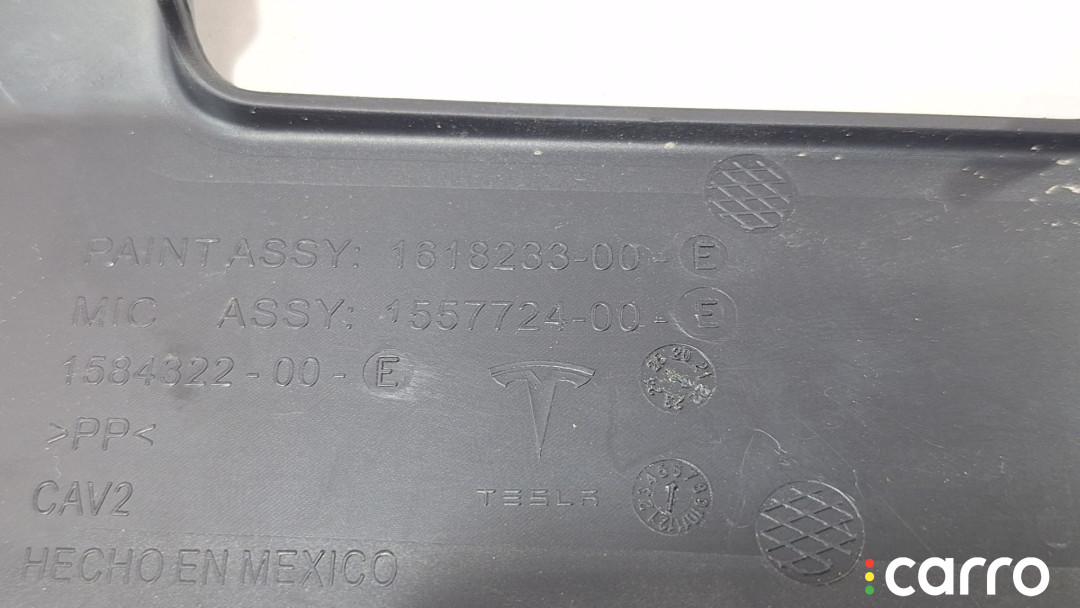 PAINT ASSY: 1618233-00-E
MIC ASSY: 1557724-00-E
1584322-00-E
>PP<
CAV2
TESLA
HECHO EN MEXICO
carro